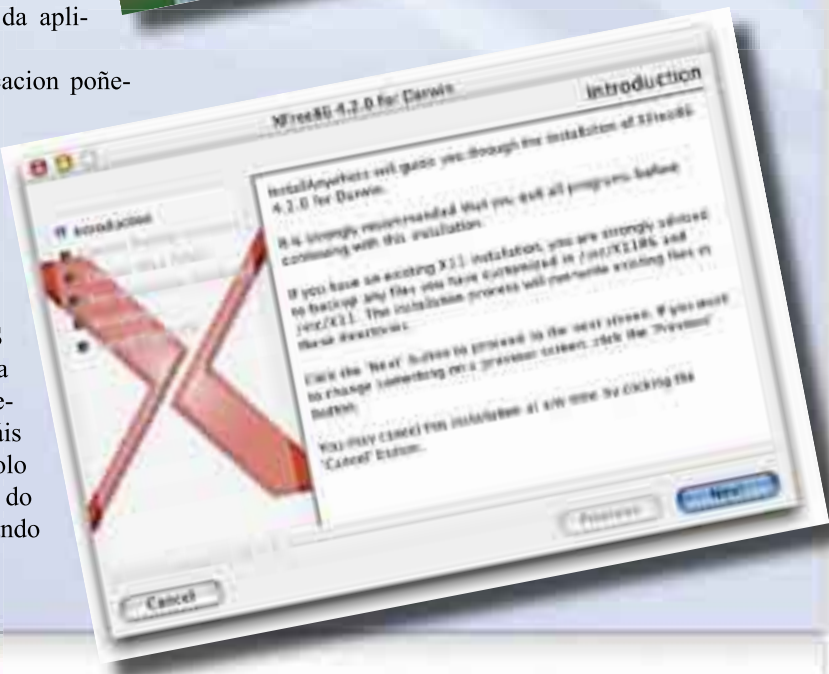 da apli-
acion poñe-
a
e-
ais
olo
do
ndo
XFree86 4.2.0 for Darwin
Introduction
Introduction
InstallAnywhere will guide you through the installation of XFree86
4.2.0 for Darwin.
It is strongly recommended that you quit all programs before
continuing with this installation.
If you have an existing X11 installation, you are strongly advised
to backup any files you have customized in /usr/X11R6 and
/etc/X11. The installation process will overwrite existing files in
these directories.
Click the 'Next' button to proceed to the next screen. If you want
to change something on a previous screen, click the 'Previous'
button.
You may cancel this installation at any time by clicking the
'Cancel' button.
Previous
Next
Cancel